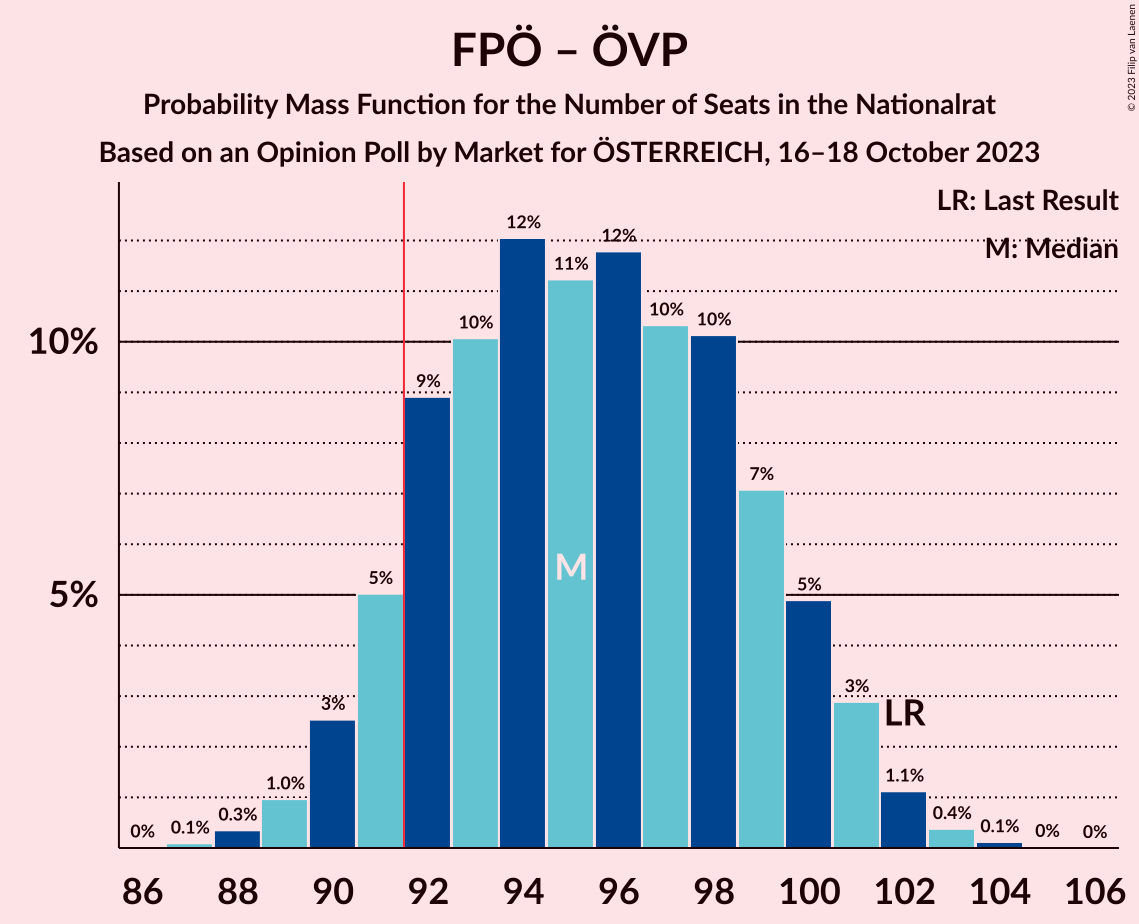 FPÖ – ÖVP
Probability Mass Function for the Number of Seats in the Nationalrat
Based on an Opinion Poll by Market for ÖSTERREICH, 16–18 October 2023
© 2023 Filip van Laenen
LR: Last Result
M: Median
10%
5%
0%
0.1%
0.3%
1.0%
3%
5%
9%
10%
12%
11%
12%
10%
10%
7%
5%
3%
1.1%
0.4%
0.1%
0%
0%
M
LR
86 88 90 92 94 96 98 100 102 104 106